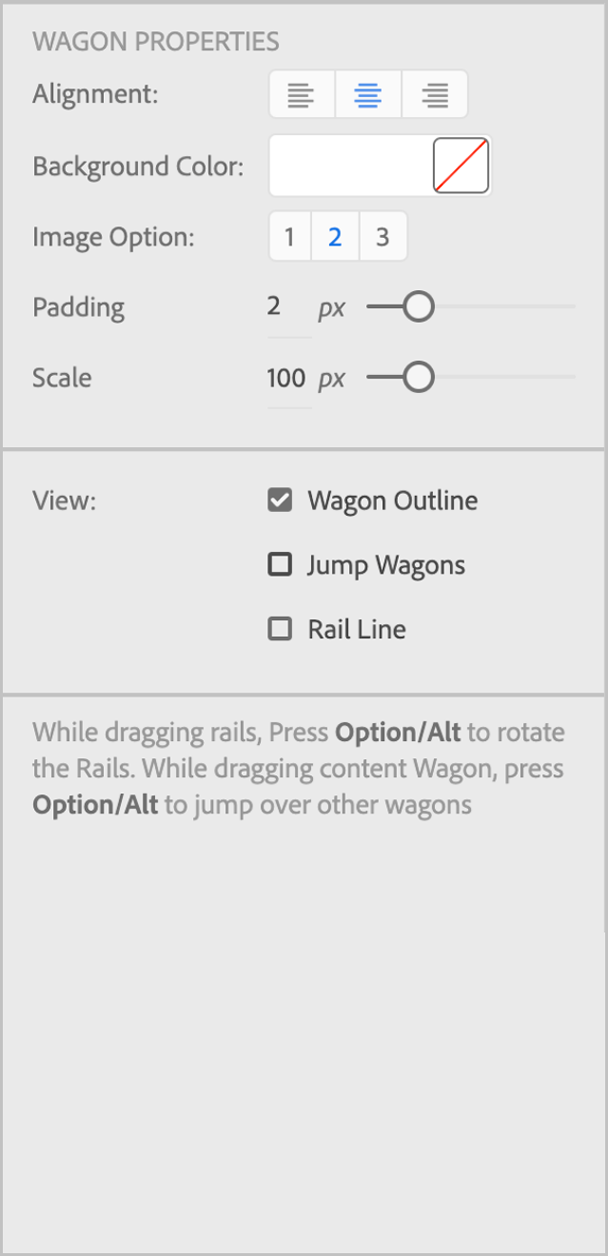 WAGON PROPERTIES
Alignment:
Background Color:
Image Option: 1 2 3
Padding 2 px
Scale 100 px
View: Wagon Outline
Jump Wagons
Rail Line
While dragging rails, Press Option/Alt to rotate
the Rails. While dragging content Wagon, press
Option/Alt to jump over other wagons